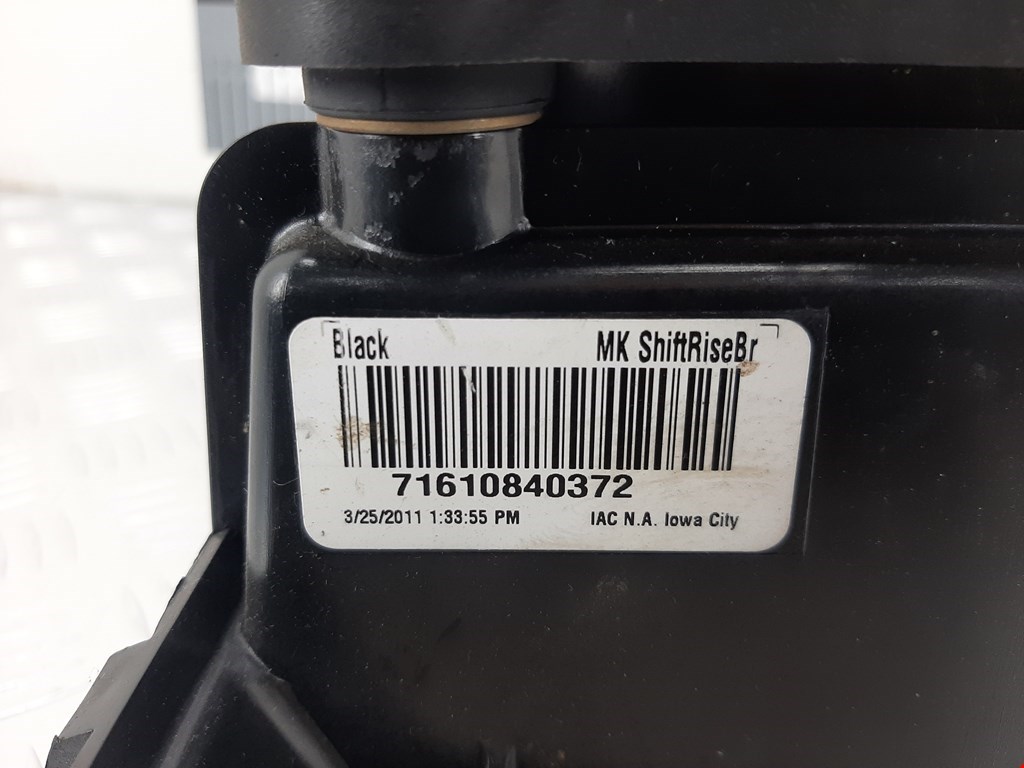 Black MK ShiftRiseBr
71610840372
3/25/2011 1:33:55 PM IAC N.A. Iowa City